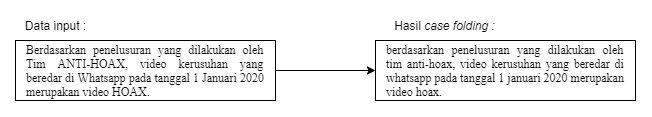 Data input :
Berdasarkan penelusuran yang dilakukan oleh
Tim ANTI-HOAX, video kerusuhan yang
beredar di Whatsapp pada tanggal 1 Januari 2020
merupakan video HOAX.
Hasil case folding :
berdasarkan penelusuran yang dilakukan oleh
tim anti-hoax, video kerusuhan yang beredar di
whatsapp pada tanggal 1 januari 2020 merupakan
video hoax.